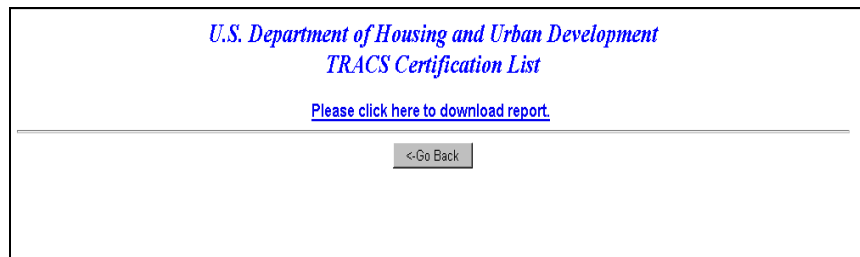 U.S. Department of Housing and Urban Development
TRACS Certification List
Please click here to download report.
<-Go Back